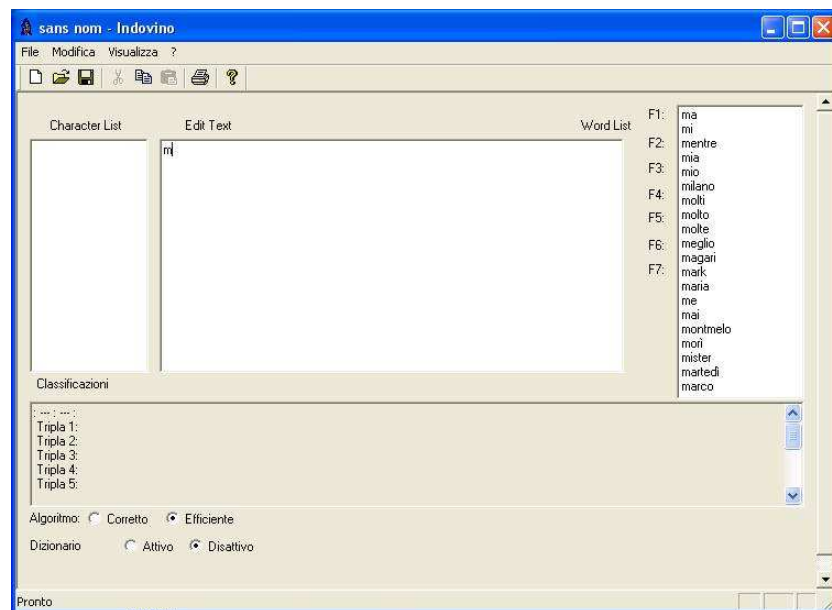 sans nom - Indovino
File Modifica Visualizza ?
Character List
Edit Text
Word List
m
F1:
F2:
F3:
F4:
F5:
F6:
F7:
ma
mi
mentre
mia
mio
milano
molti
molto
molte
meglio
magari
mark
maria
me
mai
montmelo
morì
mister
martedì
marco
Classificazioni
: --- : --- :
Tripla 1:
Tripla 2:
Tripla 3:
Tripla 4:
Tripla 5:
Algoritmo: Corretto Efficiente
Dizionario Attivo Disattivo
Pronto